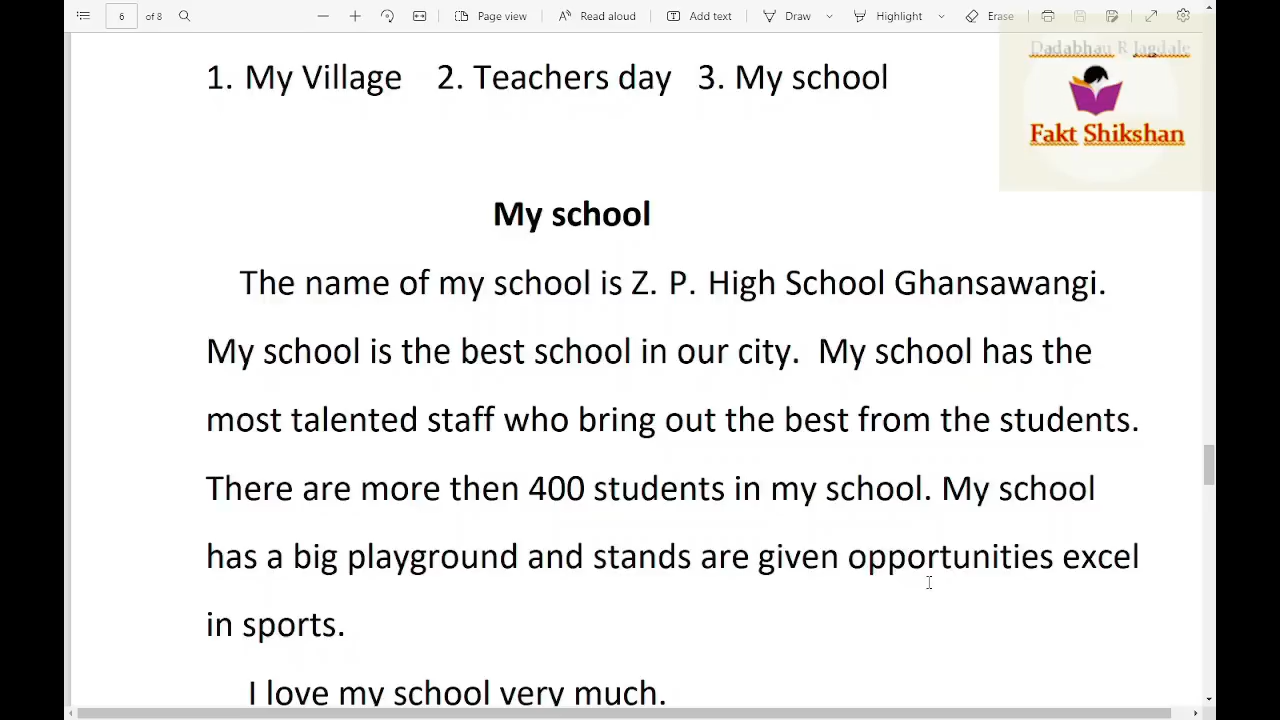 6 of 8 Page view Read aloud Add text Draw Highlight Erase
Dadabhau R Jagdale
Fakt Shikshan
1. My Village 2. Teachers day 3. My school
My school
The name of my school is Z. P. High School Ghansawangi.
My school is the best school in our city. My school has the
most talented staff who bring out the best from the students.
There are more then 400 students in my school. My school
has a big playground and stands are given opportunities excel
in sports.
I love my school very much.